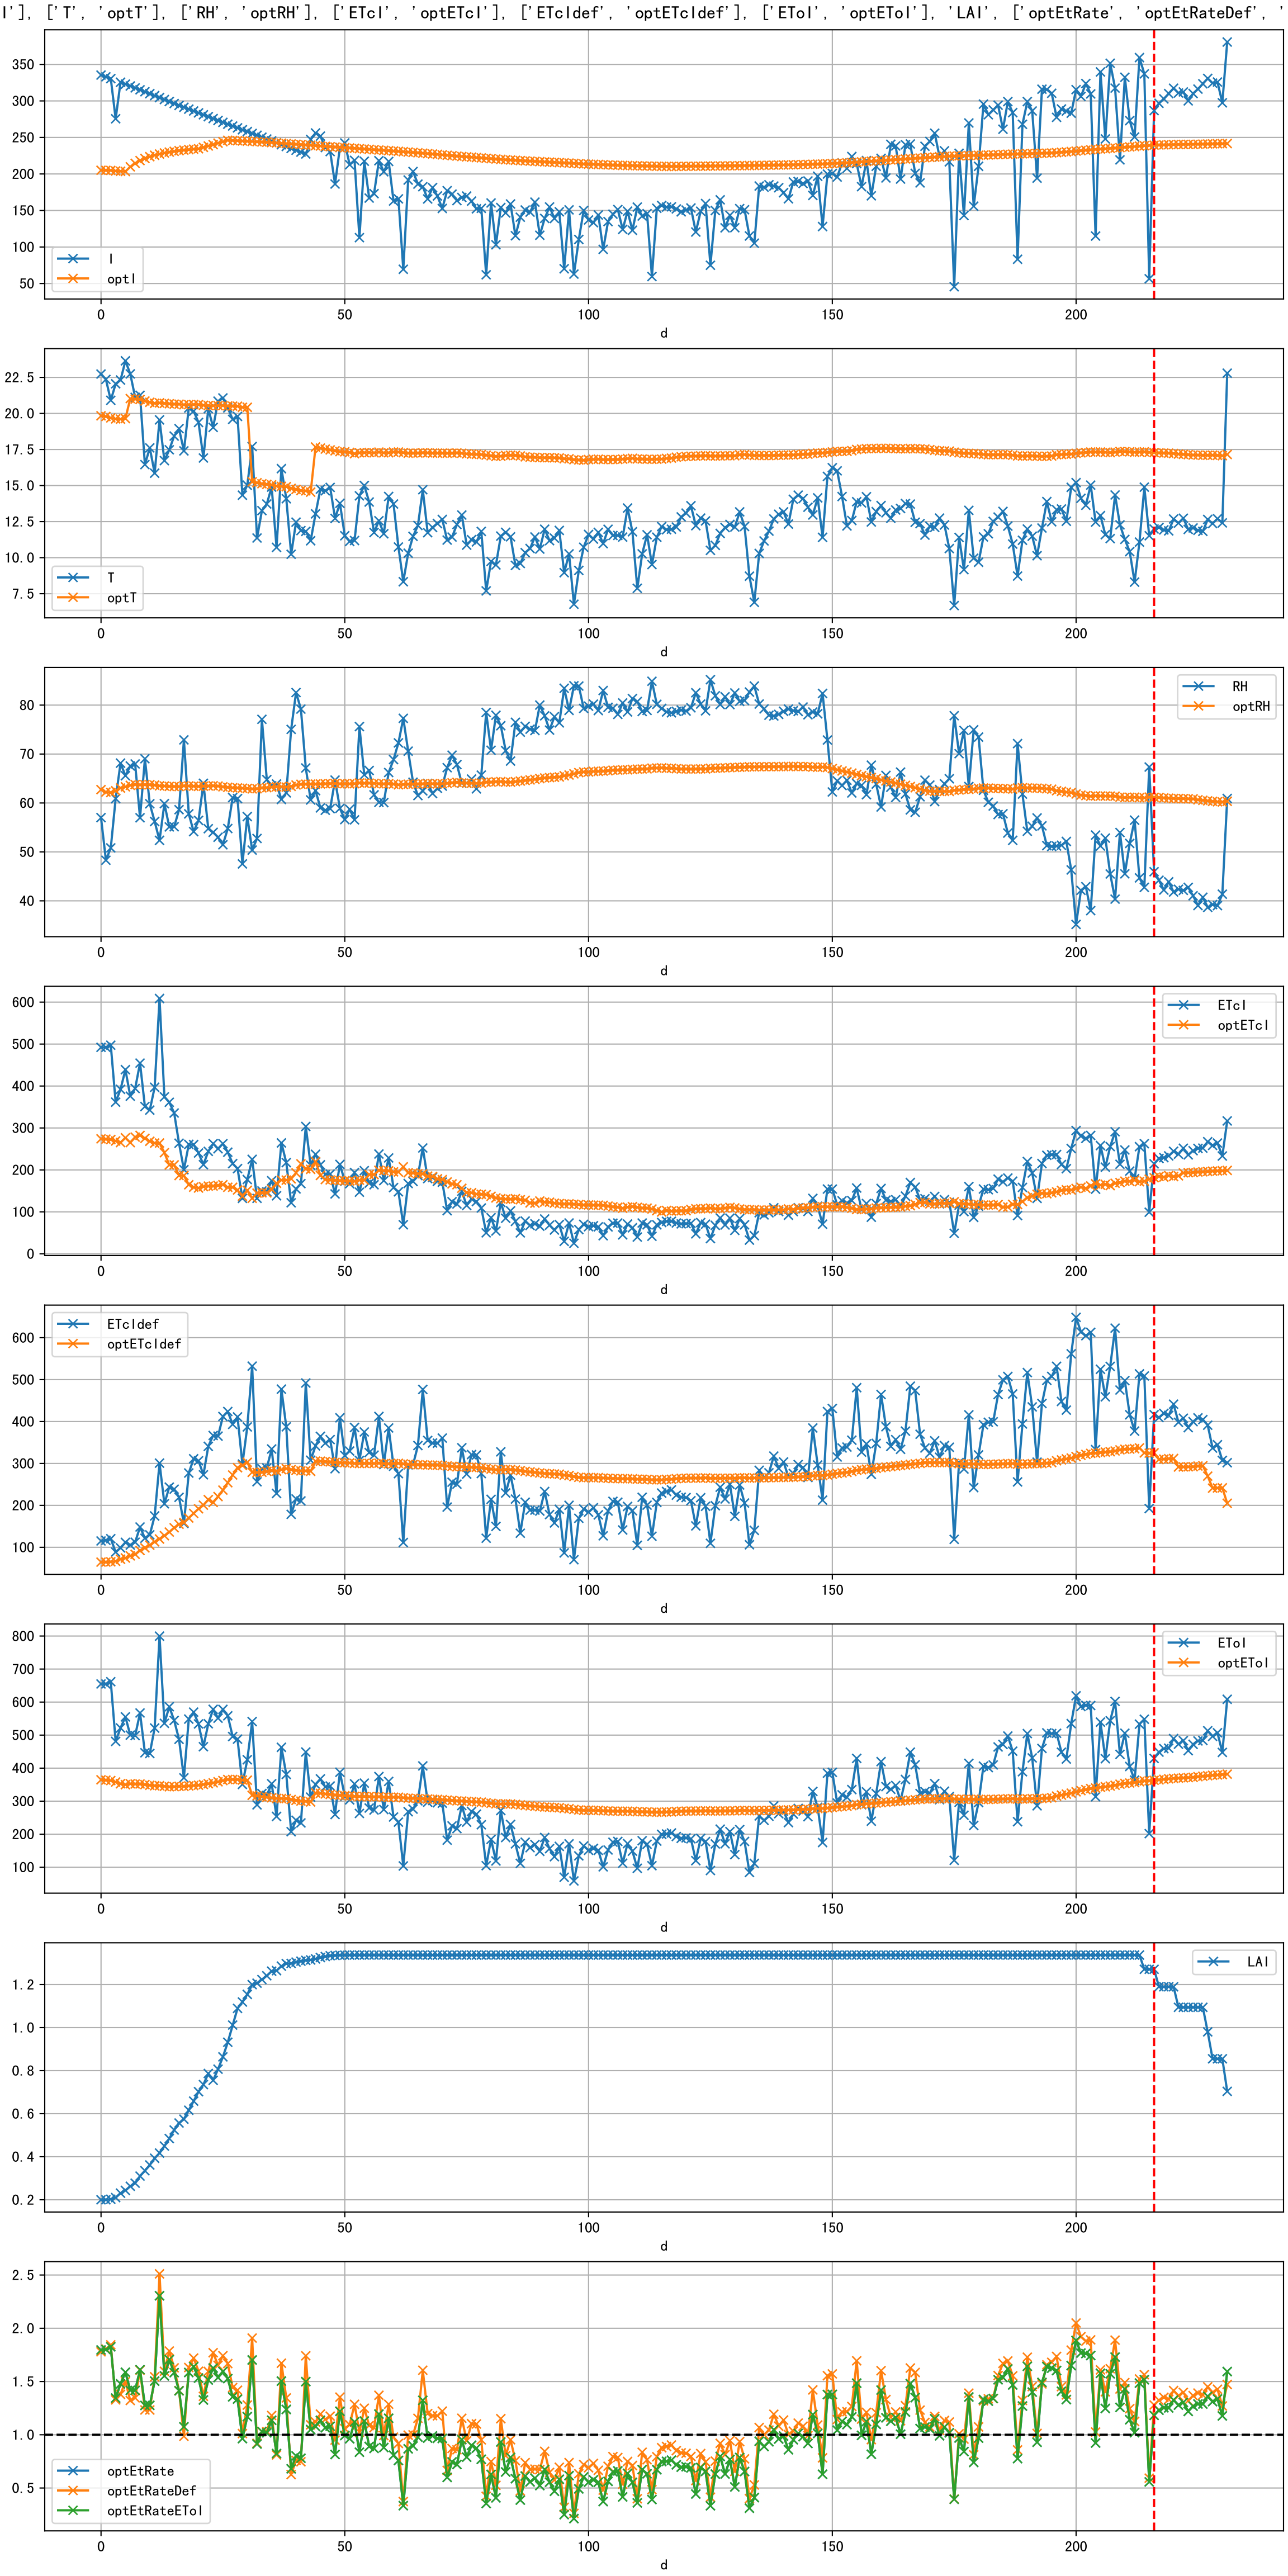 I'], ['T', 'optT'], ['RH', 'optRH'], ['ETcI', 'optETcI'], ['ETcIdef', 'optETcIdef'], ['EToI', 'optEToI'], 'LAI', ['optEtRate', 'optEtRateDef', '
350
300
250
200
150
100
50
I
optI
0 50 100 150 200
d
22.5
20.0
17.5
15.0
12.5
10.0
7.5
T
optT
0 50 100 150 200
d
80
70
60
50
40
RH
optRH
0 50 100 150 200
d
600
500
400
300
200
100
0
ETcI
optETcI
0 50 100 150 200
d
600
500
400
300
200
100
ETcIdef
optETcIdef
0 50 100 150 200
d
800
700
600
500
400
300
200
100
EToI
optEToI
0 50 100 150 200
d
1.2
1.0
0.8
0.6
0.4
0.2
LAI
0 50 100 150 200
d
2.5
2.0
1.5
1.0
0.5
optEtRate
optEtRateDef
optEtRateEToI
0 50 100 150 200
d